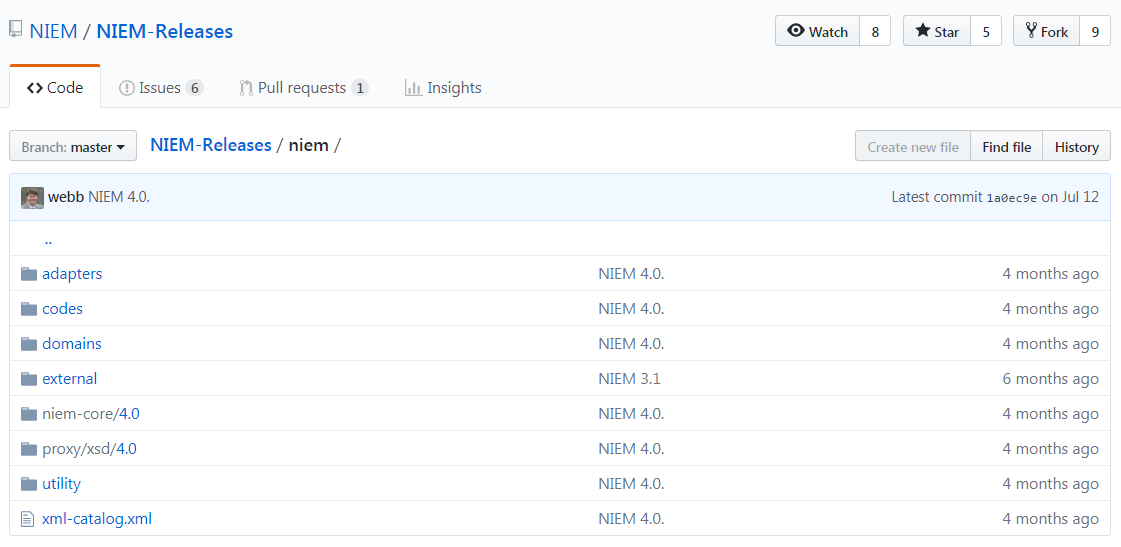 NIEM / NIEM-Releases Watch 8 Star 5 Fork 9
Code Issues 6 Pull requests 1 Insights
Branch: master NIEM-Releases / niem / Create new file Find file History
webb NIEM 4.0. Latest commit 1a0ec9e on Jul 12
..
adapters NIEM 4.0. 4 months ago
codes NIEM 4.0. 4 months ago
domains NIEM 4.0. 4 months ago
external NIEM 3.1 6 months ago
niem-core/4.0 NIEM 4.0. 4 months ago
proxy/xsd/4.0 NIEM 4.0. 4 months ago
utility NIEM 4.0. 4 months ago
xml-catalog.xml NIEM 4.0. 4 months ago